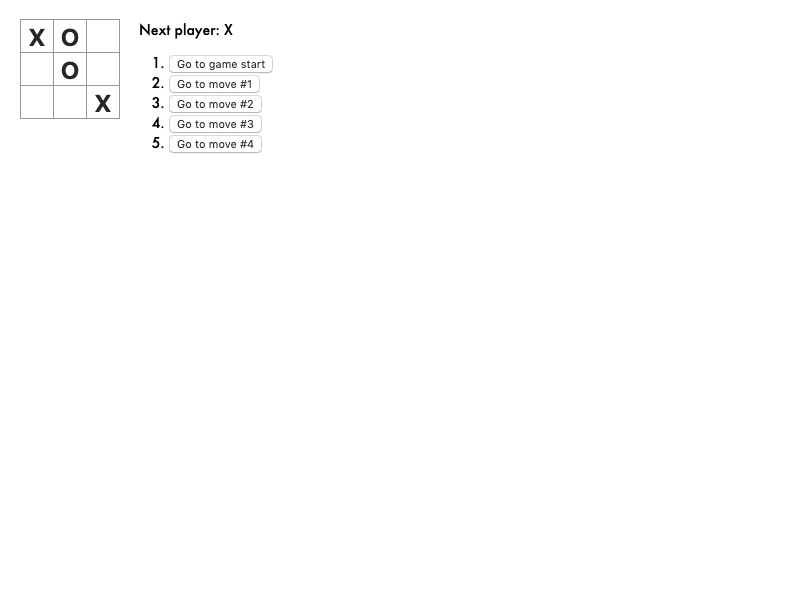 X O
O
X
Next player: X
1. Go to game start
2. Go to move #1
3. Go to move #2
4. Go to move #3
5. Go to move #4